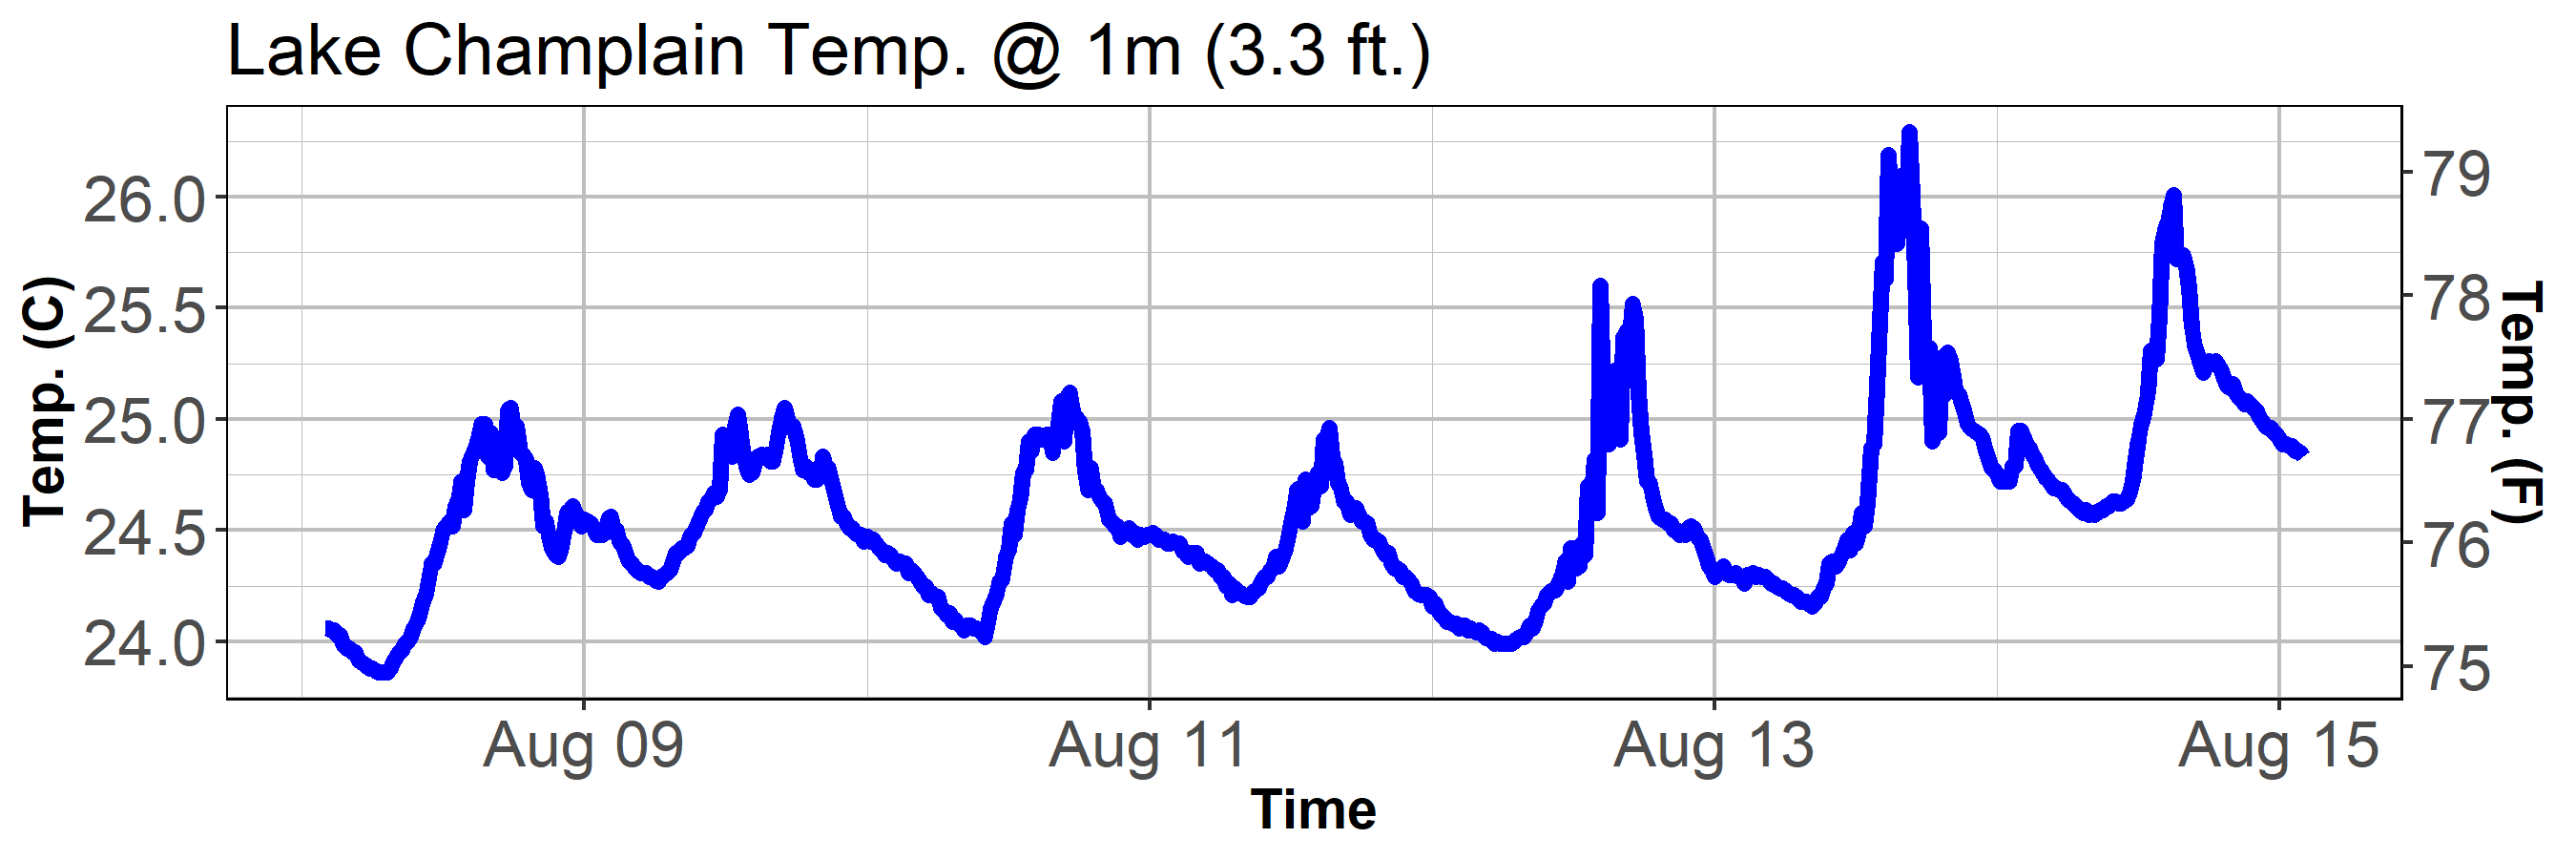 Lake Champlain Temp. @ 1m (3.3 ft.)
Temp. (C)
26.0
25.5
25.0
24.5
24.0
79
78
77
76
75
Temp. (F)
Aug 09 Aug 11 Aug 13 Aug 15
Time